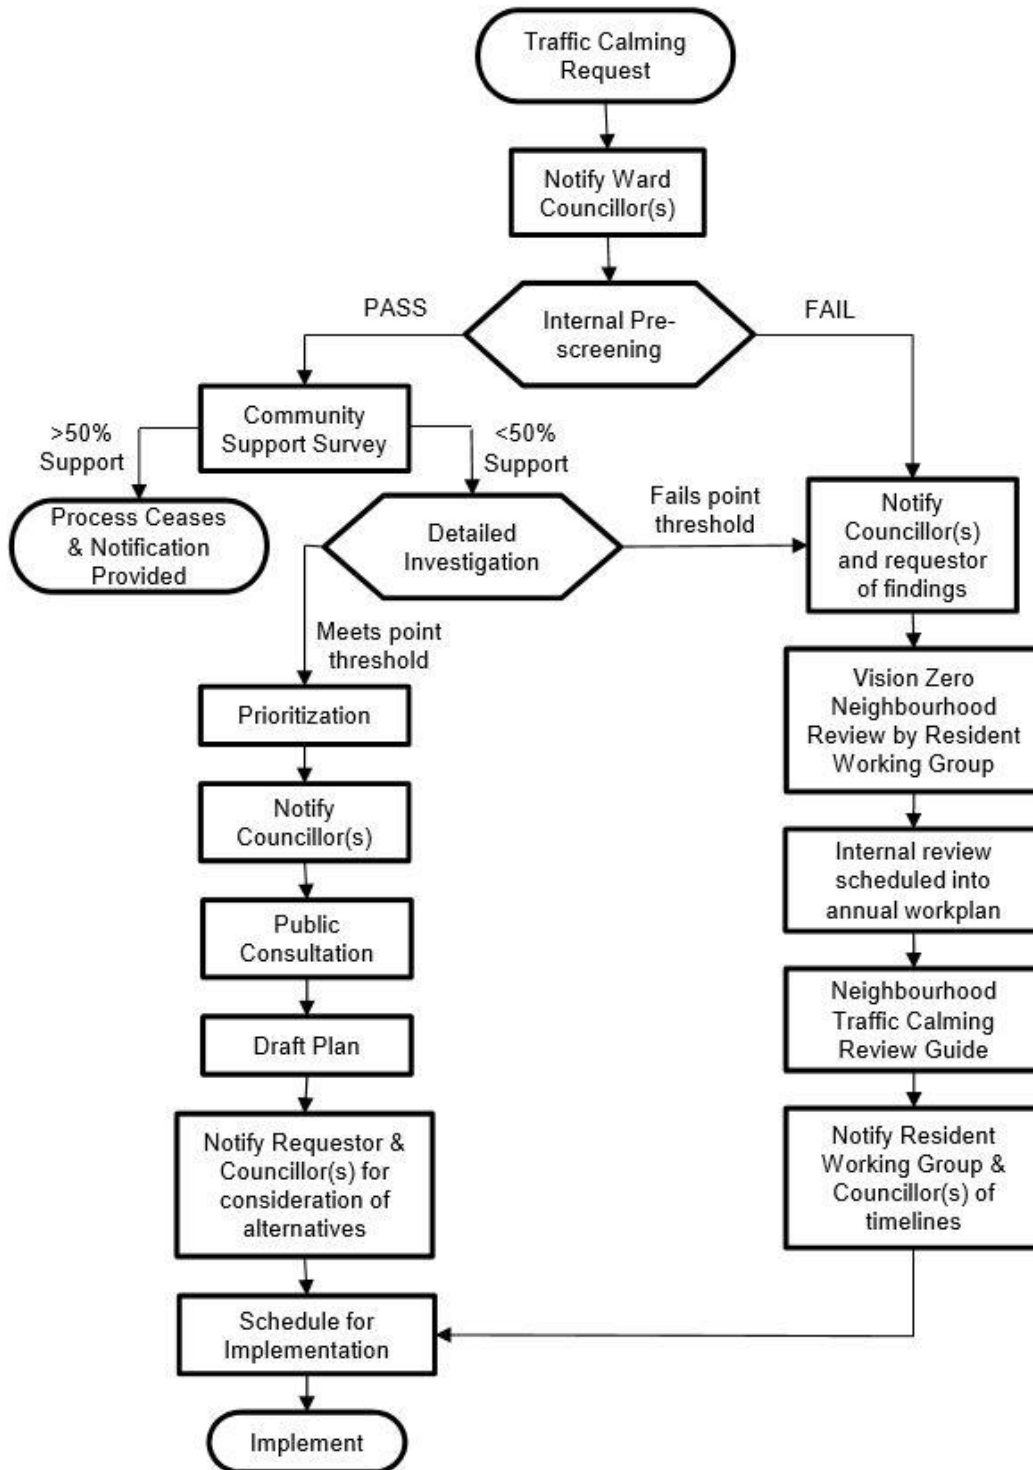 Traffic Calming
Request
Notify Ward
Councillor(s)
PASS
Internal Pre-
screening
FAIL
Community
Support Survey
>50%
Support
<50%
Support
Process Ceases
& Notification
Provided
Detailed
Investigation
Fails point
threshold
Notify
Councillor(s)
and requestor
of findings
Meets point
threshold
Prioritization
Notify
Councillor(s)
Public
Consultation
Draft Plan
Notify Requestor &
Councillor(s) for
consideration of
alternatives
Vision Zero
Neighbourhood
Review by Resident
Working Group
Internal review
scheduled into
annual workplan
Neighbourhood
Traffic Calming
Review Guide
Notify Resident
Working Group &
Councillor(s) of
timelines
Schedule for
Implementation
Implement